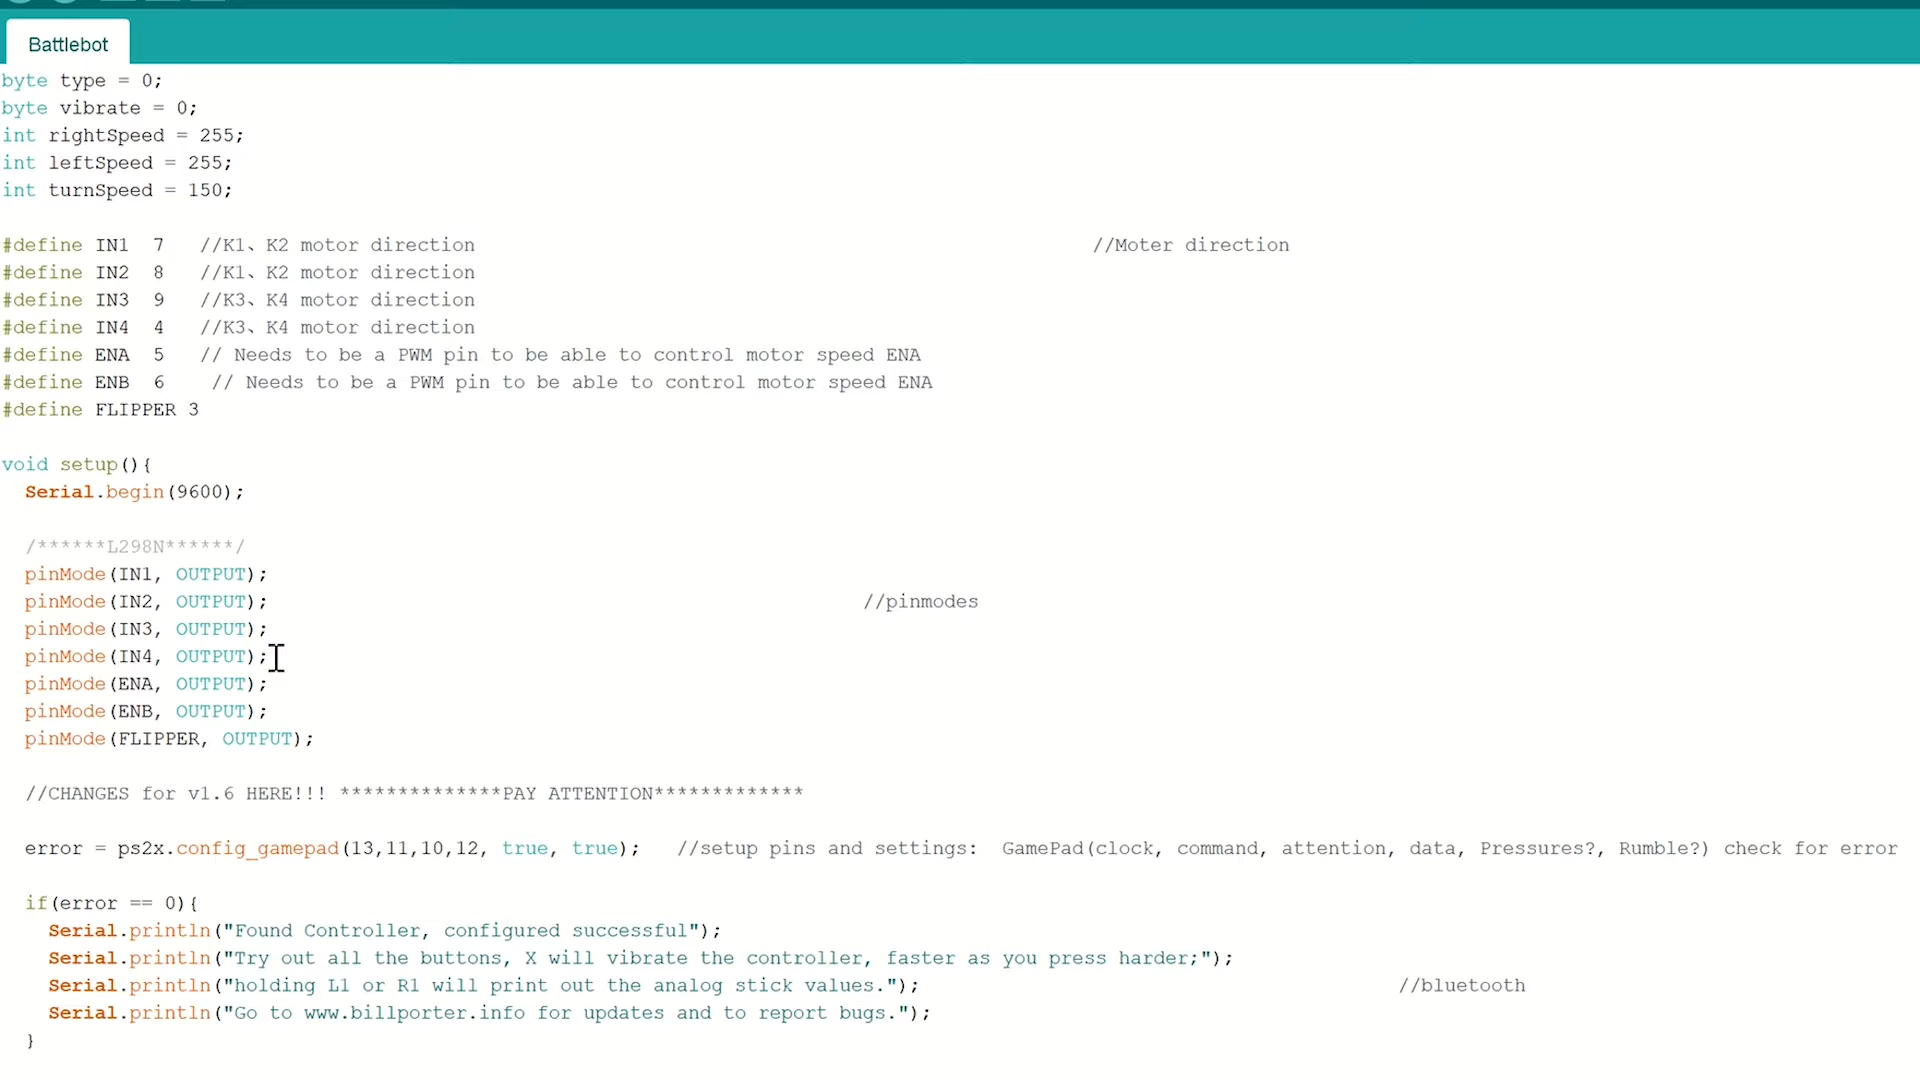 Battlebot
byte type = 0;
byte vibrate = 0;
int rightSpeed = 255;
int leftSpeed = 255;
int turnSpeed = 150;
#define IN1  7   //K1、K2 motor direction                                                     //Moter direction
#define IN2  8   //K1、K2 motor direction
#define IN3  9   //K3、K4 motor direction
#define IN4  4   //K3、K4 motor direction
#define ENA  5   // Needs to be a PWM pin to be able to control motor speed ENA
#define ENB  6    // Needs to be a PWM pin to be able to control motor speed ENA
#define FLIPPER 3
void setup(){
  Serial.begin(9600);
  /******L298N******/
  pinMode(IN1, OUTPUT);
  pinMode(IN2, OUTPUT);                                                   //pinmodes
  pinMode(IN3, OUTPUT);
  pinMode(IN4, OUTPUT);
  pinMode(ENA, OUTPUT);
  pinMode(ENB, OUTPUT);
  pinMode(FLIPPER, OUTPUT);
  //CHANGES for v1.6 HERE!!! **************PAY ATTENTION*************
  error = ps2x.config_gamepad(13,11,10,12, true, true);   //setup pins and settings:  GamePad(clock, command, attention, data, Pressures?, Rumble?) check for error
  if(error == 0){
    Serial.println("Found Controller, configured successful");
    Serial.println("Try out all the buttons, X will vibrate the controller, faster as you press harder;");
    Serial.println("holding L1 or R1 will print out the analog stick values.");                                         //bluetooth
    Serial.println("Go to www.billporter.info for updates and to report bugs.");
  }